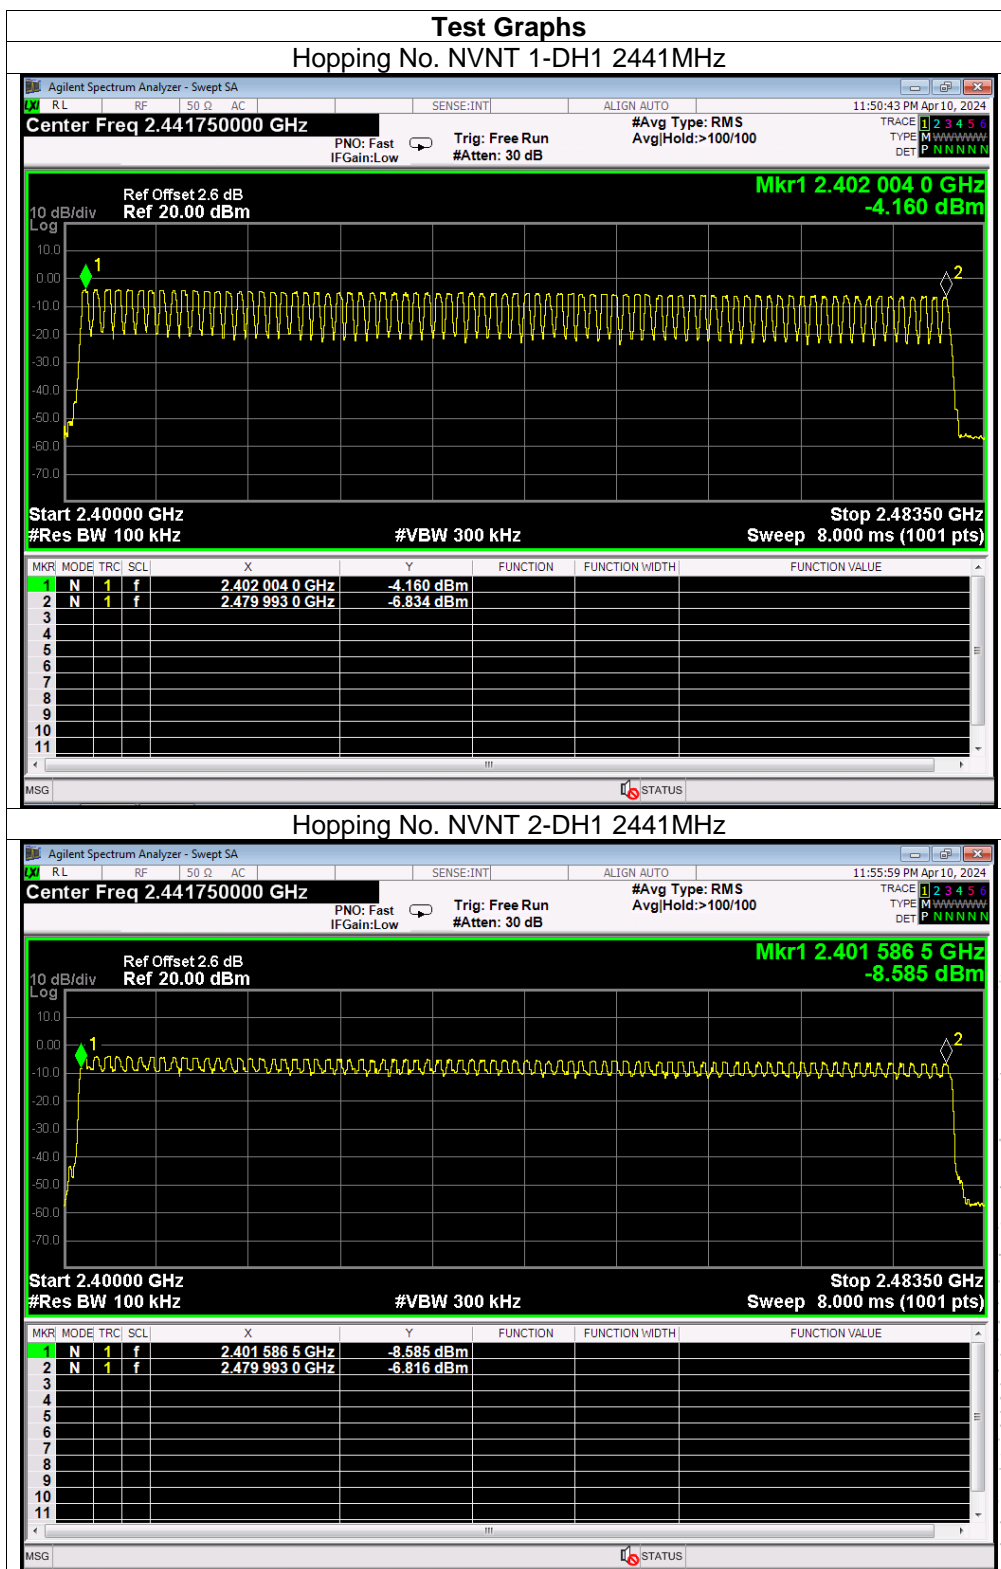 Test Graphs
Hopping No. NVNT 1-DH1 2441MHz
Agilent Spectrum Analyzer - Swept SA
LXI RL RF 50 Ω AC SENSE:INT ALIGN AUTO 11:50:43 PM Apr 10, 2024
Center Freq 2.441750000 GHz #Avg Type: RMS TRACE 1 2 3 4 5 6
PNO: Fast Trig: Free Run Avg|Hold:>100/100 TYPE M WWWWW
IFGain:Low #Atten: 30 dB DET P N N N N N
Mkr1 2.402 004 0 GHz
Ref Offset 2.6 dB
10 dB/div Ref 20.00 dBm -4.160 dBm
Log
10.0
1
2
0.00
-10.0
-20.0
-30.0
-40.0
-50.0
-60.0
-70.0
Start 2.40000 GHz Stop 2.48350 GHz
#Res BW 100 kHz #VBW 300 kHz Sweep 8.000 ms (1001 pts)
MKR MODE TRC SCL X Y FUNCTION FUNCTION WIDTH FUNCTION VALUE
1 N 1 f 2.402 004 0 GHz -4.160 dBm
2 N 1 f 2.479 993 0 GHz -6.834 dBm
3
4
5
6
7
8
9
10
11
MSG STATUS
Hopping No. NVNT 2-DH1 2441MHz
Agilent Spectrum Analyzer - Swept SA
LXI RL RF 50 Ω AC SENSE:INT ALIGN AUTO 11:55:59 PM Apr 10, 2024
Center Freq 2.441750000 GHz #Avg Type: RMS TRACE 1 2 3 4 5 6
PNO: Fast Trig: Free Run Avg|Hold:>100/100 TYPE M WWWWW
IFGain:Low #Atten: 30 dB DET P N N N N N
Mkr1 2.401 586 5 GHz
Ref Offset 2.6 dB
10 dB/div Ref 20.00 dBm -8.585 dBm
Log
10.0
1
2
0.00
-10.0
-20.0
-30.0
-40.0
-50.0
-60.0
-70.0
Start 2.40000 GHz Stop 2.48350 GHz
#Res BW 100 kHz #VBW 300 kHz Sweep 8.000 ms (1001 pts)
MKR MODE TRC SCL X Y FUNCTION FUNCTION WIDTH FUNCTION VALUE
1 N 1 f 2.401 586 5 GHz -8.585 dBm
2 N 1 f 2.479 993 0 GHz -6.816 dBm
3
4
5
6
7
8
9
10
11
MSG STATUS